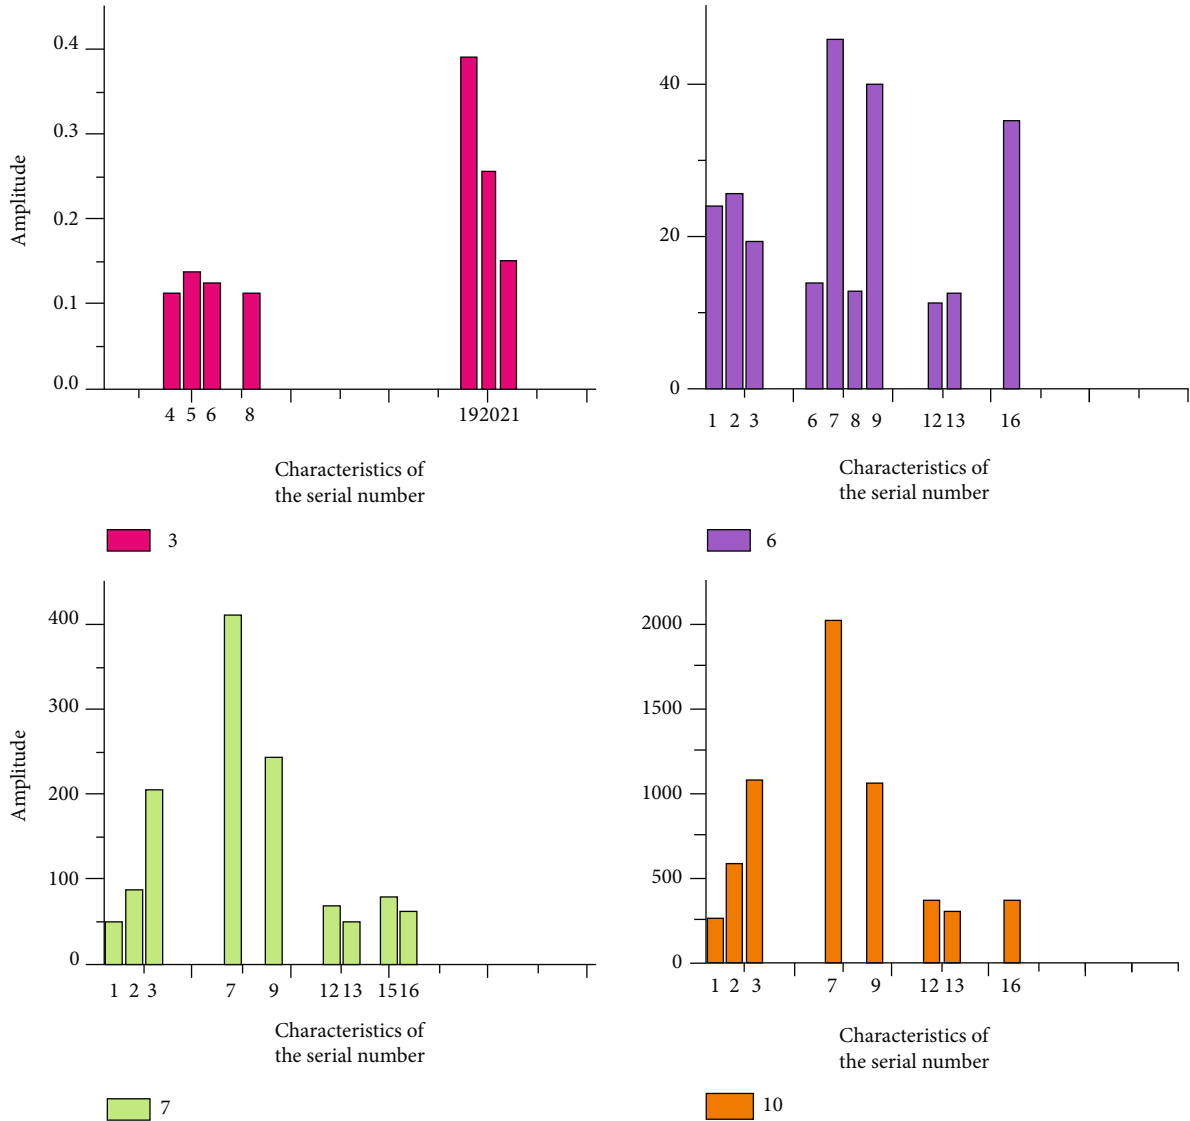 Amplitude
0.4
0.3
0.2
0.1
0.0
4 5 6 8 192021
Characteristics of
the serial number
3
40
20
0
1 2 3 6 7 8 9 12 13 16
Characteristics of
the serial number
6
Amplitude
400
300
200
100
0
1 2 3 7 9 12 13 15 16
Characteristics of
the serial number
7
2000
1500
1000
500
0
1 2 3 7 9 12 13 16
Characteristics of
the serial number
10